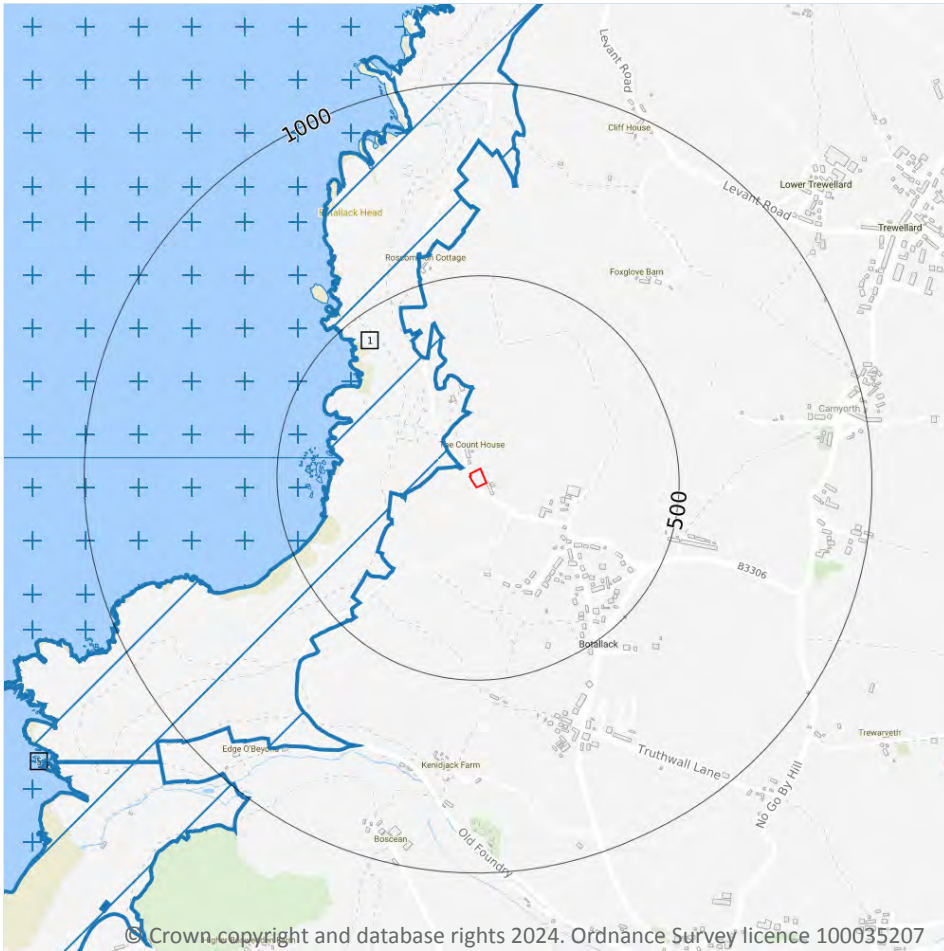 Levant Road
1000
Cliff House
Lower Trewellard
Levant Road
Botallack Head
Trewellard
Roscommon Cottage
Foxglove Barn
1
Carnyorth
The Count House
500
B3306
Botallack
Edge O'Beyond
Trewarveth
Kenidjack Farm
Truthwall Lane
No Go By Hill
Boscean
Old Foundry
© Crown copyright and database rights 2024. Ordnance Survey licence 100035207